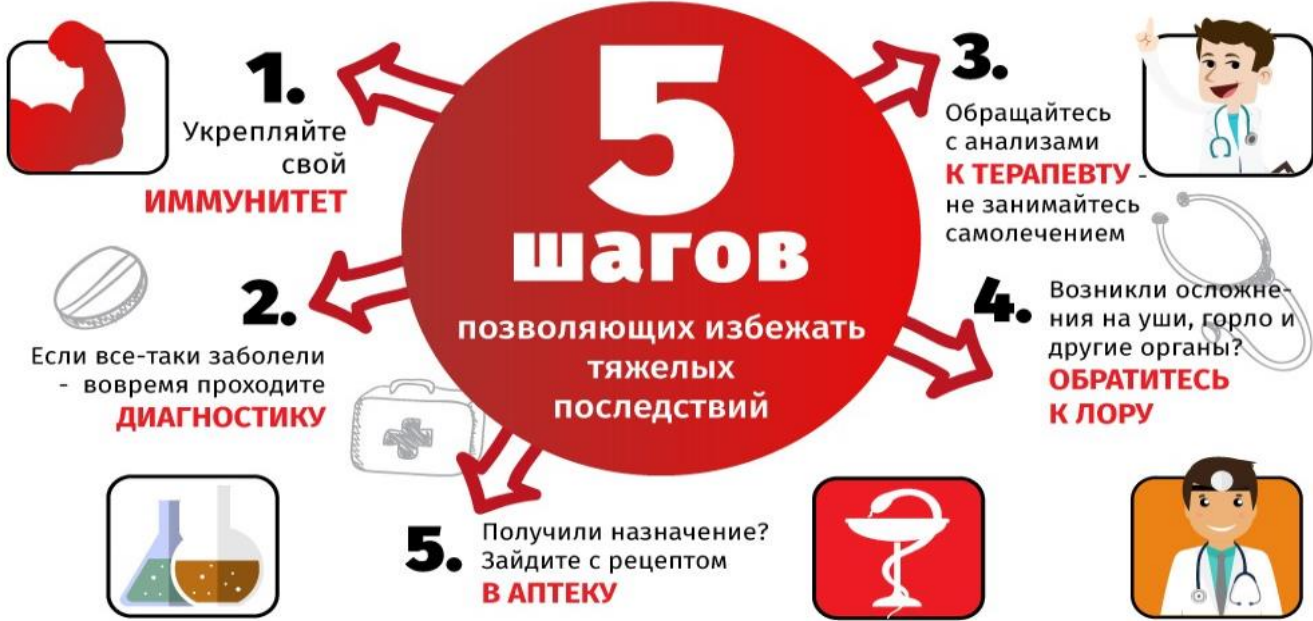 5
шагов
позволяющих избежать
тяжелых
последствий
1.
Укрепляйте
свой
ИММУНИТЕТ
2.
Если все-таки заболели
- вовремя проходите
ДИАГНОСТИКУ
3.
Обращайтесь
с анализами
К ТЕРАПЕВТУ -
не занимайтесь
самолечением
4.
Возникли осложне-
ния на уши, горло и
другие органы?
ОБРАТИТЕСЬ
К ЛОРУ
5.
Получили назначение?
Зайдите с рецептом
В АПТЕКУ